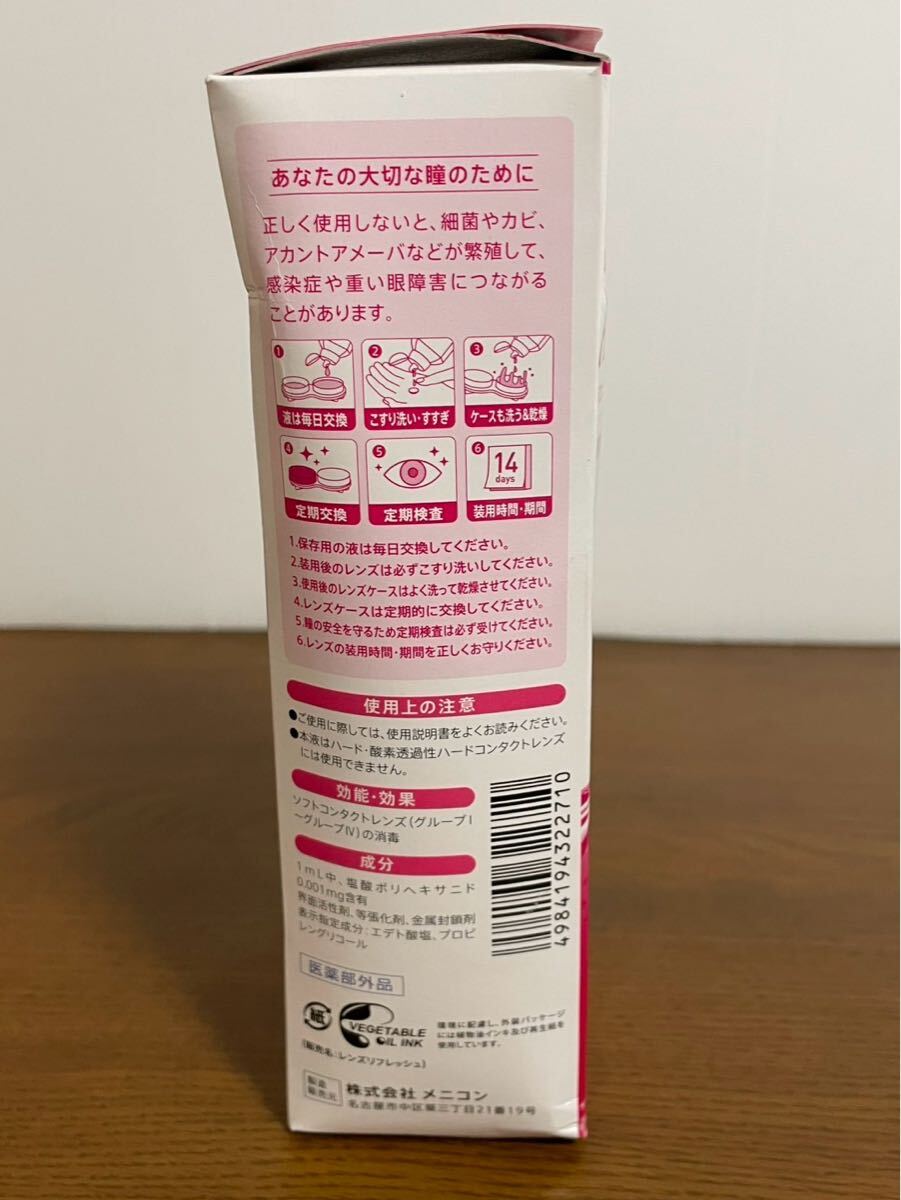 あなたの大切な瞳のために
正しく使用しないと、細菌やカビ、
アカントアメーバなどが繁殖して、
感染症や重い眼障害につながる
ことがあります。
1
液は毎日交換
2
こすり洗い・すすぎ
3
ケースも洗う&乾燥
4
定期交換
5
定期検査
6
14
days
装用時間・期間
1.保存用の液は毎日交換してください。
2.装用後のレンズは必ずこすり洗いしてください。
3.使用後のレンズケースはよく洗って乾燥させてください。
4.レンズケースは定期的に交換してください。
5.瞳の安全を守るため定期検査は必ず受けてください。
6.レンズの装用時間・期間を正しくお守りください。
使用上の注意
●ご使用に際しては、使用説明書をよくお読みください。
●本液はハード・酸素透過性ハードコンタクトレンズ
には使用できません。
効能・効果
ソフトコンタクトレンズ(グループI
～グループIV)の消毒
成分
1mL中、塩酸ポリヘキサニド
0.001mg含有
界面活性剤、等張化剤、金属封鎖剤
表示指定成分:エデト酸塩、プロピ
レングリコール
4984194322710
医薬部外品
紙
VEGETABLE
OIL INK
環境に配慮し、外装パッケージ
には植物油インキ及び再生紙を
使用しています。
(販売名:レンズリフレッシュ)
製造
販売元
株式会社 メニコン
名古屋市中区葵三丁目21番19号